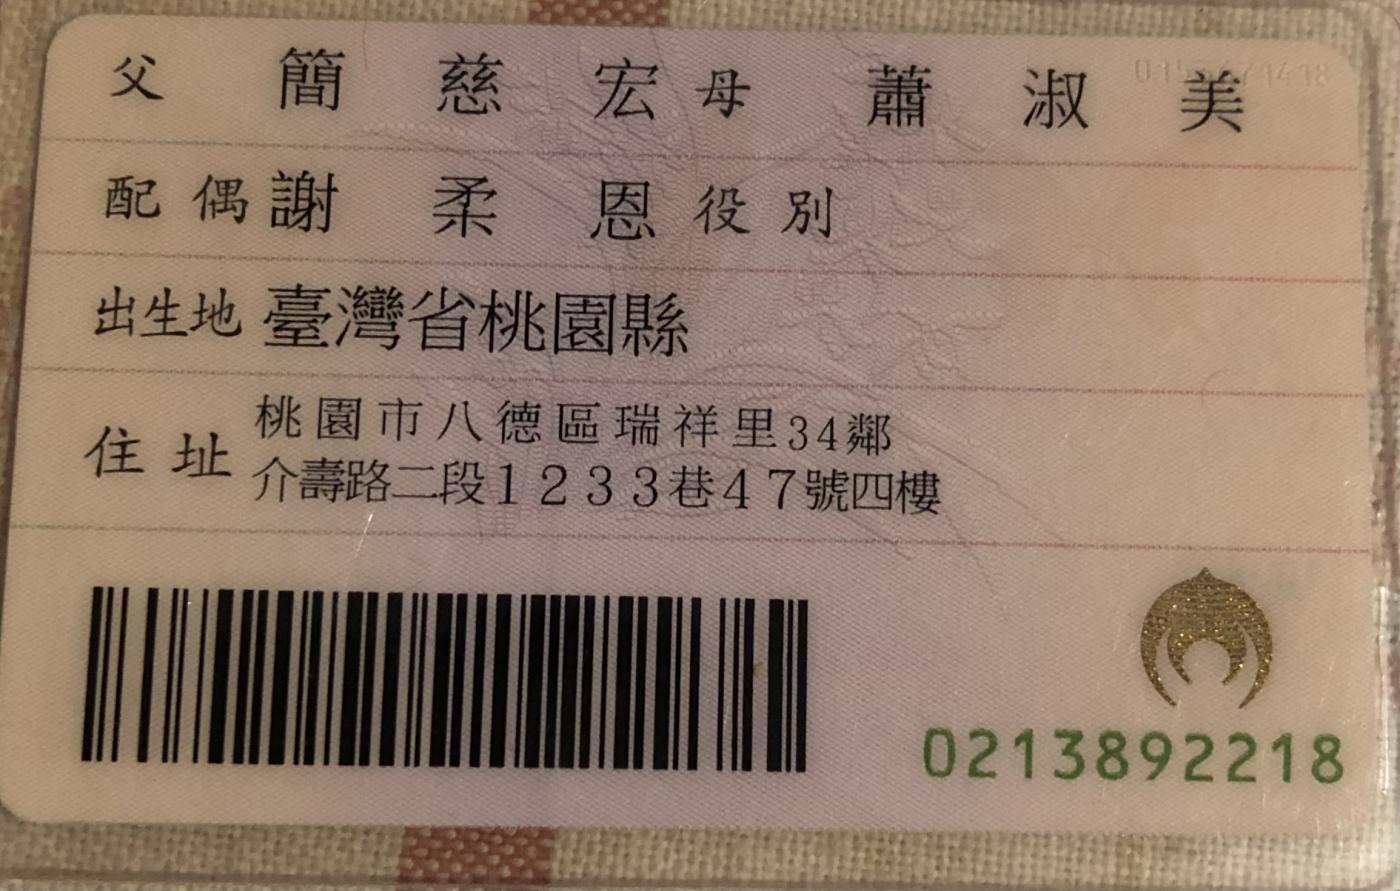 父 簡慈宏 母 蕭淑美
配偶 謝柔恩 役別
出生地 臺灣省桃園縣
住址 桃園市八德區瑞祥里34鄰
介壽路二段1233巷47號四樓
0213892218